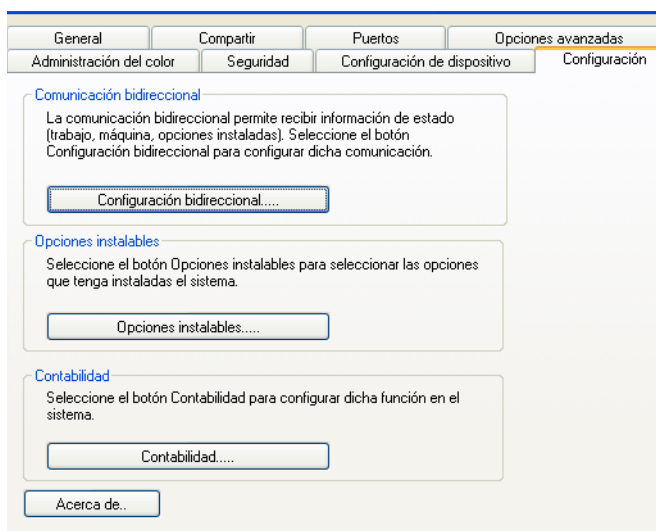 General
Compartir
Puertos
Opciones avanzadas
Administración del color
Seguridad
Configuración de dispositivo
Configuración
Comunicación bidireccional
La comunicación bidireccional permite recibir información de estado
(trabajo, máquina, opciones instaladas). Seleccione el botón
Configuración bidireccional para configurar dicha comunicación.
Configuración bidireccional.....
Opciones instalables
Seleccione el botón Opciones instalables para seleccionar las opciones
que tenga instaladas el sistema.
Opciones instalables.....
Contabilidad
Seleccione el botón Contabilidad para configurar dicha función en el
sistema.
Contabilidad.....
Acerca de..